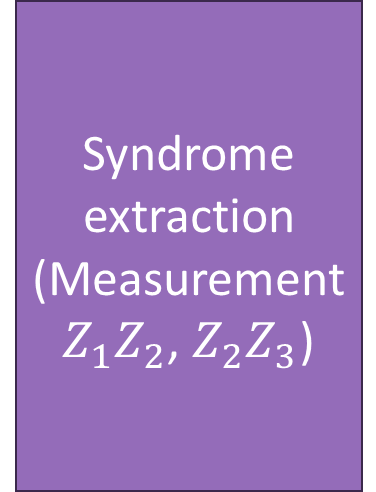 Syndrome
extraction
(Measurement
𝑍₁𝑍₂, 𝑍₂𝑍₃)